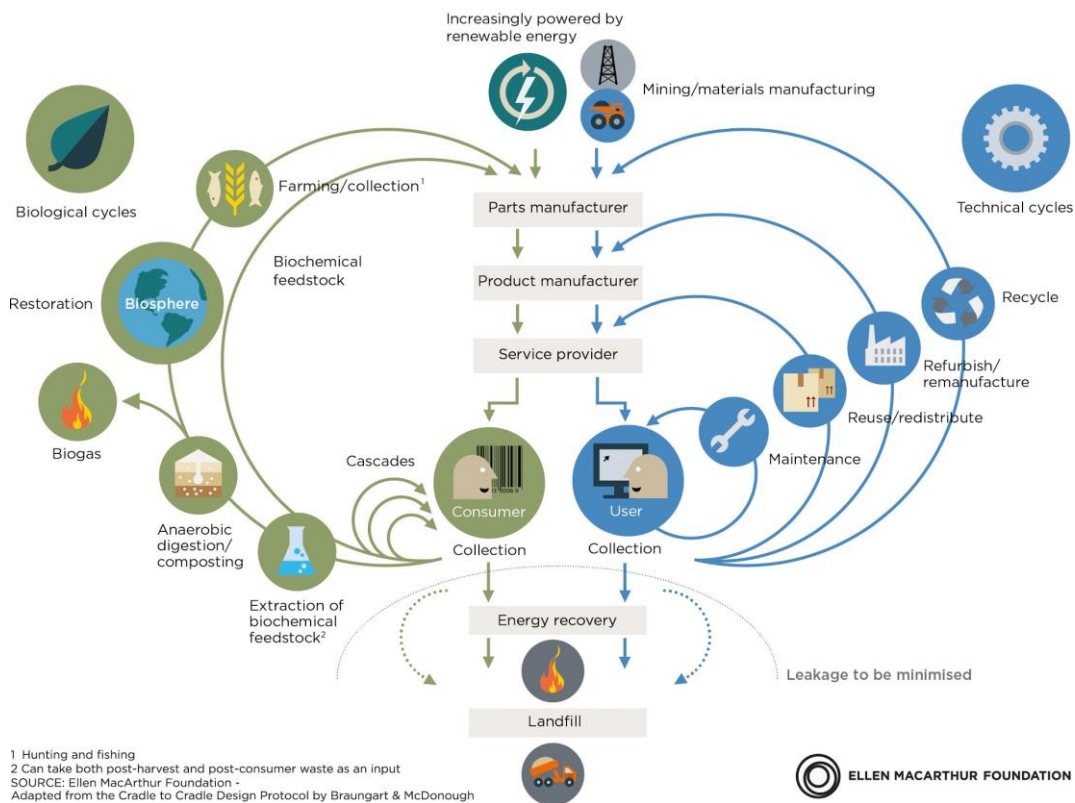 Increasingly powered by
renewable energy
Mining/materials manufacturing
Biological cycles
Technical cycles
Farming/collection¹
Parts manufacturer
Biochemical
feedstock
Product manufacturer
Restoration
Biosphere
Recycle
Service provider
Refurbish/
remanufacture
Reuse/redistribute
Biogas
Maintenance
Cascades
Consumer
User
Anaerobic
digestion/
composting
Collection
Collection
Extraction of
biochemical
feedstock²
Energy recovery
Leakage to be minimised
Landfill
1 Hunting and fishing
2 Can take both post-harvest and post-consumer waste as an input
SOURCE: Ellen MacArthur Foundation -
Adapted from the Cradle to Cradle Design Protocol by Braungart & McDonough
ELLEN MACARTHUR FOUNDATION